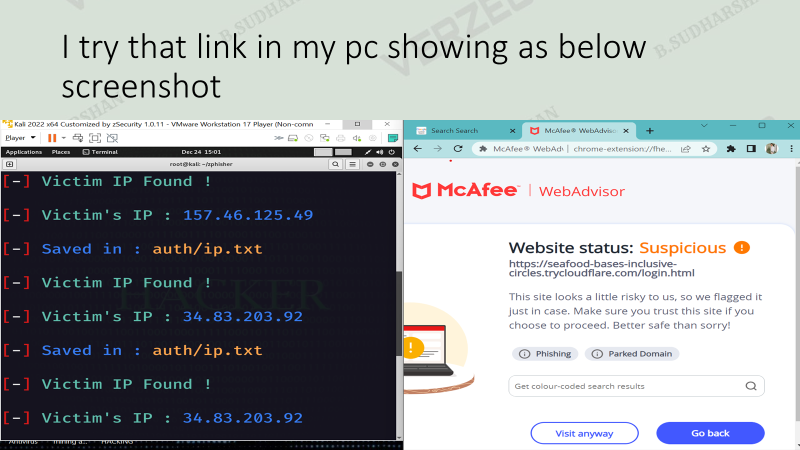 I try that link in my pc showing as below
screenshot
B.SUDHARSHAN
VERZEO
B.SUDHARSHAN
Kali 2022 x64 Customized by zSecurity 1.0.11 - VMware Workstation 17 Player (Non-comm
Player
Applications Places Terminal Dec 24 15:01
root@kali: ~/zphisher
[-] Victim IP Found !
[-] Victim's IP : 157.46.125.49
[-] Saved in : auth/ip.txt
[-] Victim IP Found !
HACKER
[-] Victim's IP : 34.83.203.92
[-] Saved in : auth/ip.txt
[-] Victim IP Found !
[-] Victim's IP : 34.83.203.92
Search Search
McAfee® WebAdviso
McAfee® WebAd chrome-extension://fhe...
McAfee | WebAdvisor
Website status: Suspicious
https://seafood-bases-inclusive-
circles.trycloudflare.com/login.html
This site looks a little risky to us, so we flagged it
just in case. Make sure you trust this site if you
choose to proceed. Better safe than sorry!
Phishing Parked Domain
Get colour-coded search results
Visit anyway Go back